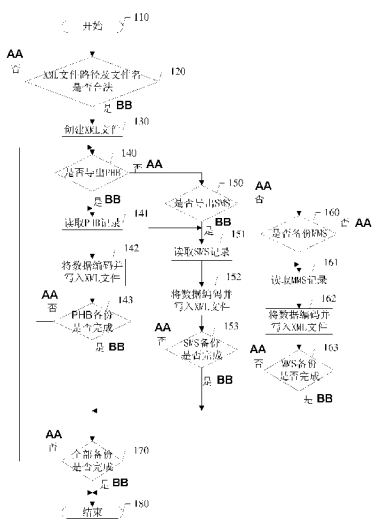 开始
110
AA
否
XML文件路径及文件名
是否合法
120
是 BB
创建XML文件
130
是否导出PHB
140
否 AA
是 BB
读取PHB记录
141
142
将数据编码并
写入XML文件
AA
否
143
PHB备份
是否完成
是 BB
150
是否导出SMS
AA
否
BB
是
151
读取SMS记录
152
将数据编码并
写入XML文件
AA
否
153
SMS备份
是否完成
是 BB
160
是否备份MMS
否 AA
161
读取MMS记录
162
将数据编码并
写入XML文件
AA
否
163
MMS备份
是否完成
是 BB
AA
否
170
全部备份
是否完成
是 BB
结束
180